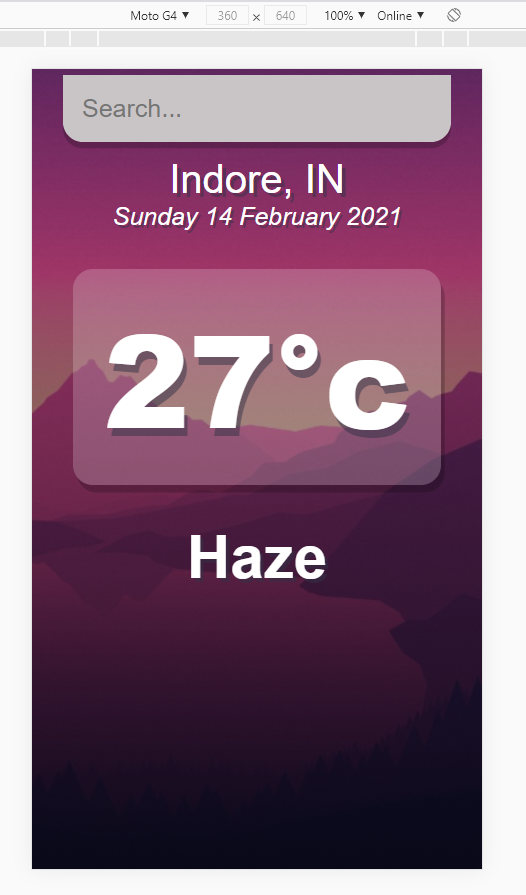 Moto G4 ▼ 360 × 640 100% ▼ Online ▼
Search...
Indore, IN
Sunday 14 February 2021
27°c
Haze